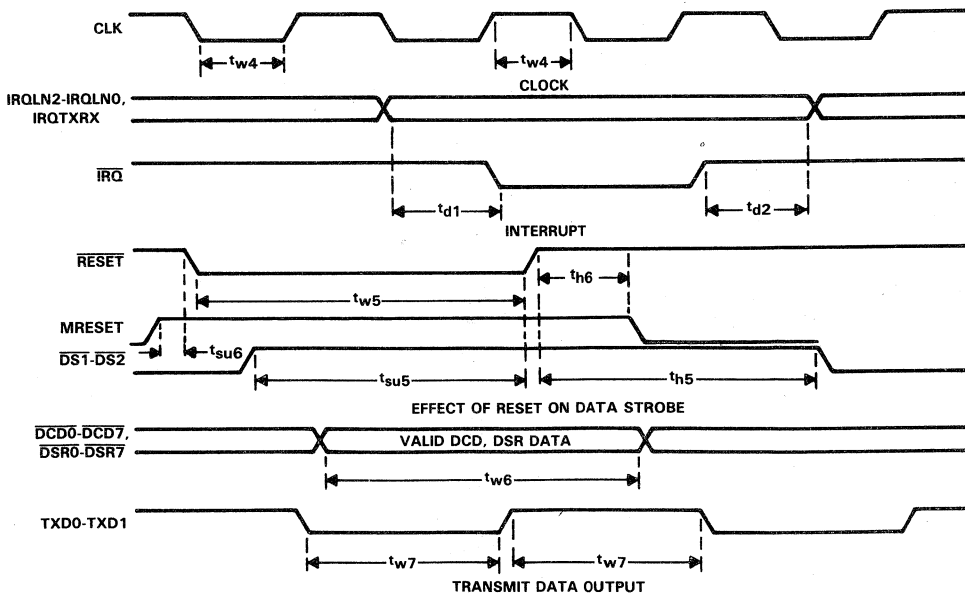 CLK
tw4
tw4
CLOCK
IRQLN2-IRQLN0,
IRQTXRX
IRQ
td1
td2
INTERRUPT
RESET
th6
tw5
MRESET
tsu6
DS1-DS2
tsu5
th5
EFFECT OF RESET ON DATA STROBE
DCD0-DCD7,
DSR0-DSR7
VALID DCD, DSR DATA
tw6
TXD0-TXD1
tw7
tw7
TRANSMIT DATA OUTPUT